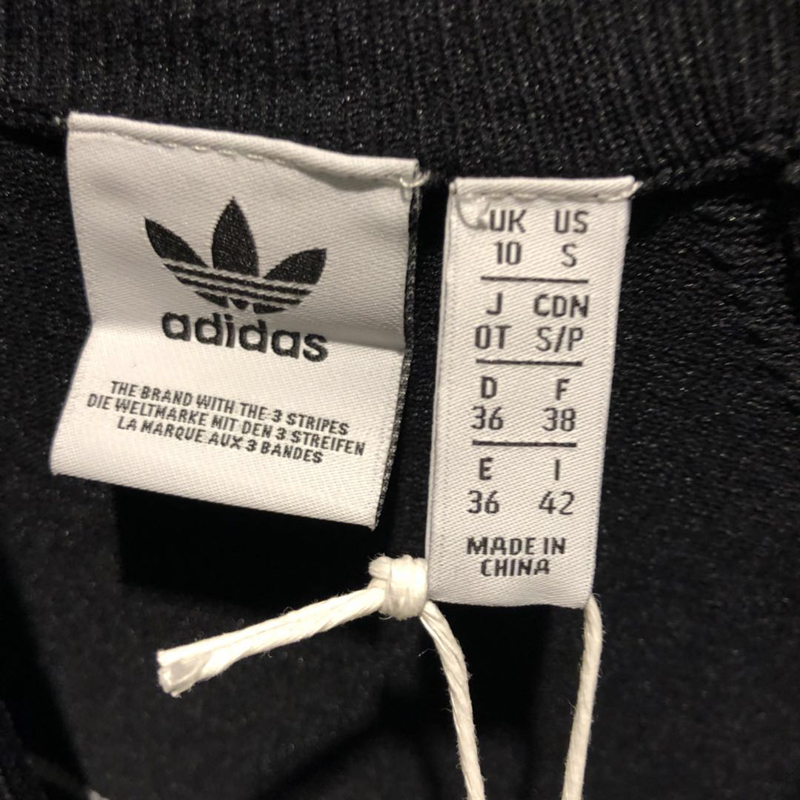 adidas
THE BRAND WITH THE 3 STRIPES
DIE WELTMARKE MIT DEN 3 STREIFEN
LA MARQUE AUX 3 BANDES
UK US
10 S
J CDN
OT S/P
D F
36 38
E I
36 42
MADE IN
CHINA